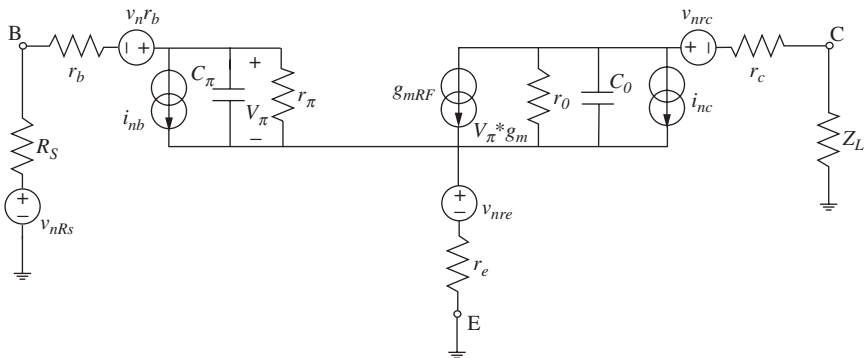 B
r_b
v_n r_b
i_nb
C_π
V_π
r_π
R_S
v_nRs
g_mRF
V_π*g_m
r_0
C_0
i_nc
v_nrc
r_c
C
Z_L
v_nre
r_e
E